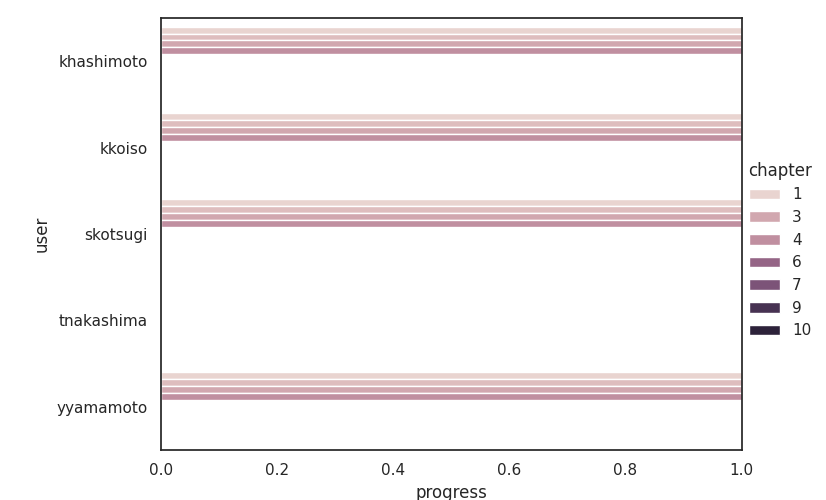 khashimoto
kkoiso
skotsugi
tnakashima
yyamamoto
user
0.0 0.2 0.4 0.6 0.8 1.0
progress
chapter
1
3
4
6
7
9
10